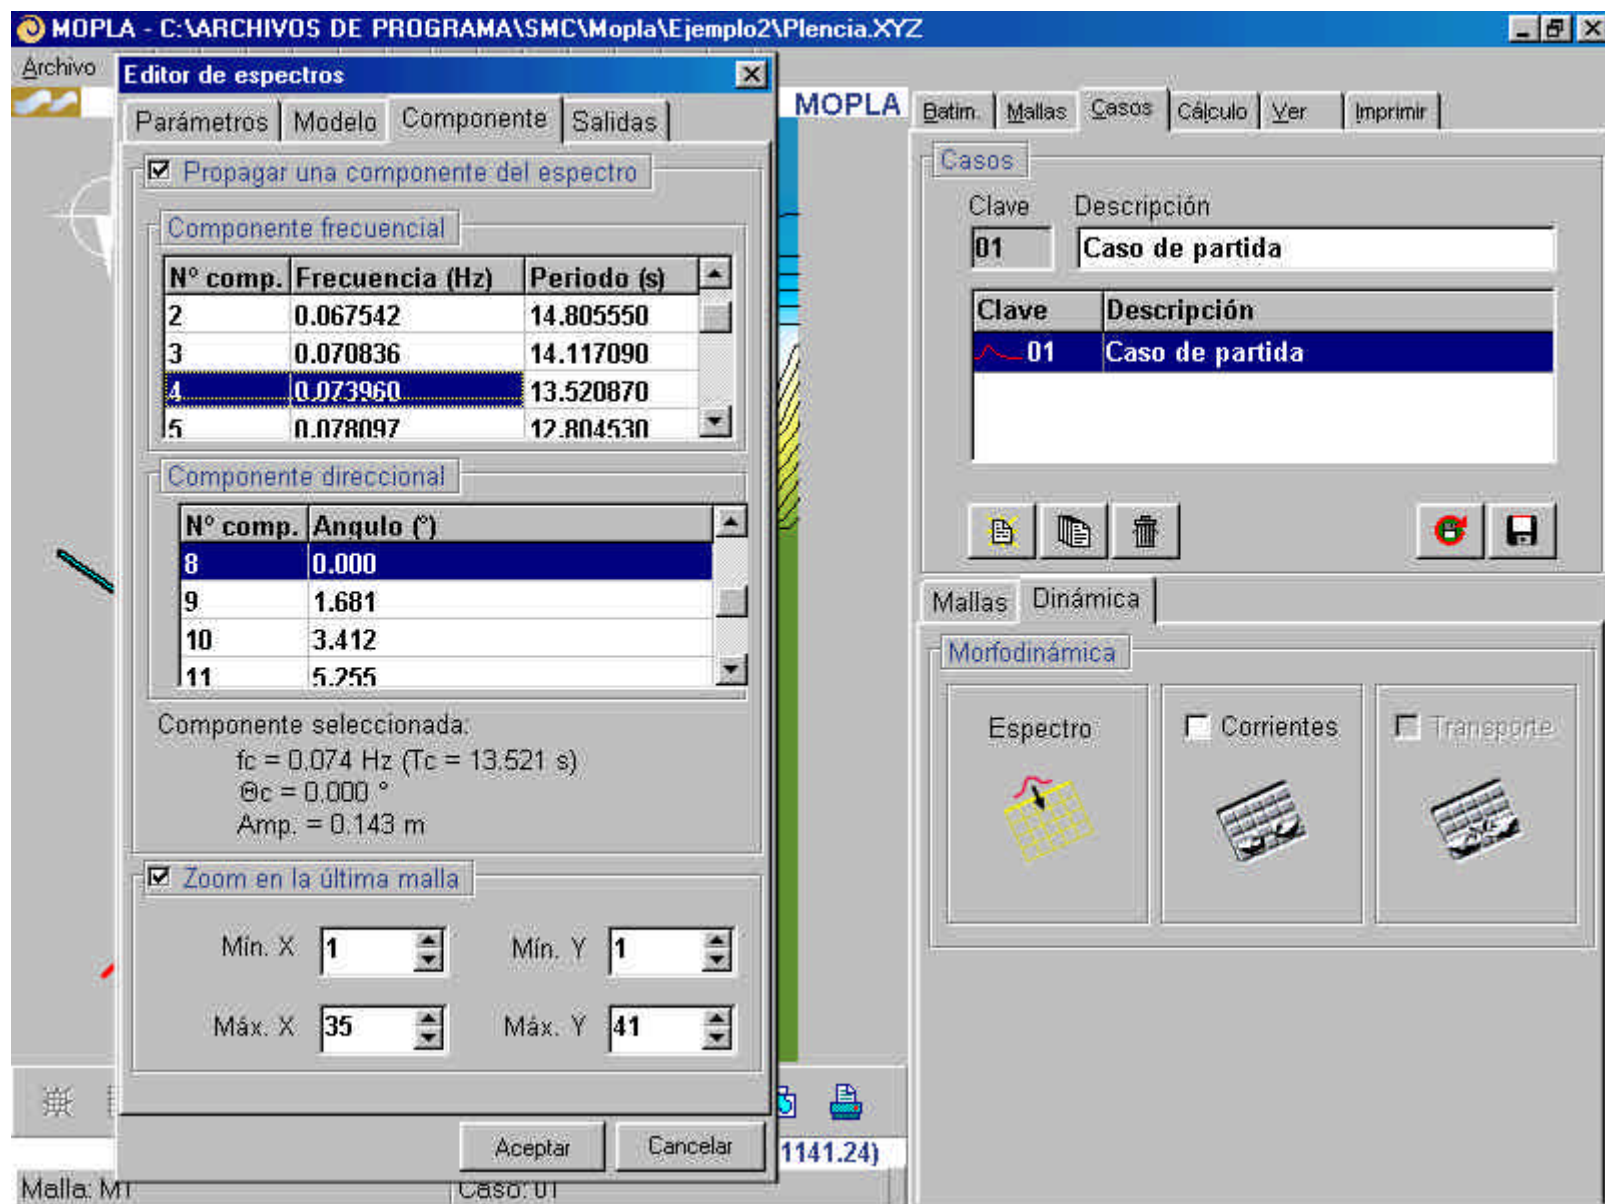 MOPLA - C:\ARCHIVOS DE PROGRAMA\SMC\Mopla\Ejemplo2\Plencia.XYZ
Archivo
Editor de espectros
Parámetros Modelo Componente Salidas
Propagar una componente del espectro
Componente frecuencial
Nº comp. Frecuencia (Hz) Periodo (s)
2 0.067542 14.805550
3 0.070836 14.117090
4 0.073960 13.520870
5 0.078097 12.804530
Componente direccional
Nº comp. Angulo (º)
8 0.000
9 1.681
10 3.412
11 5.255
Componente seleccionada:
fc = 0.074 Hz (Tc = 13.521 s)
Θc = 0.000 º
Amp. = 0.143 m
Zoom en la última malla
Mín. X 1 Mín. Y 1
Máx. X 35 Máx. Y 41
Aceptar Cancelar
MOPLA
Batim. Mallas Casos Cálculo Ver Imprimir
Casos
Clave Descripción
01 Caso de partida
Clave Descripción
01 Caso de partida
Mallas Dinámica
Morfodinámica
Espectro Corrientes Transporte
1141.24)
Malla: M1 Caso: 01